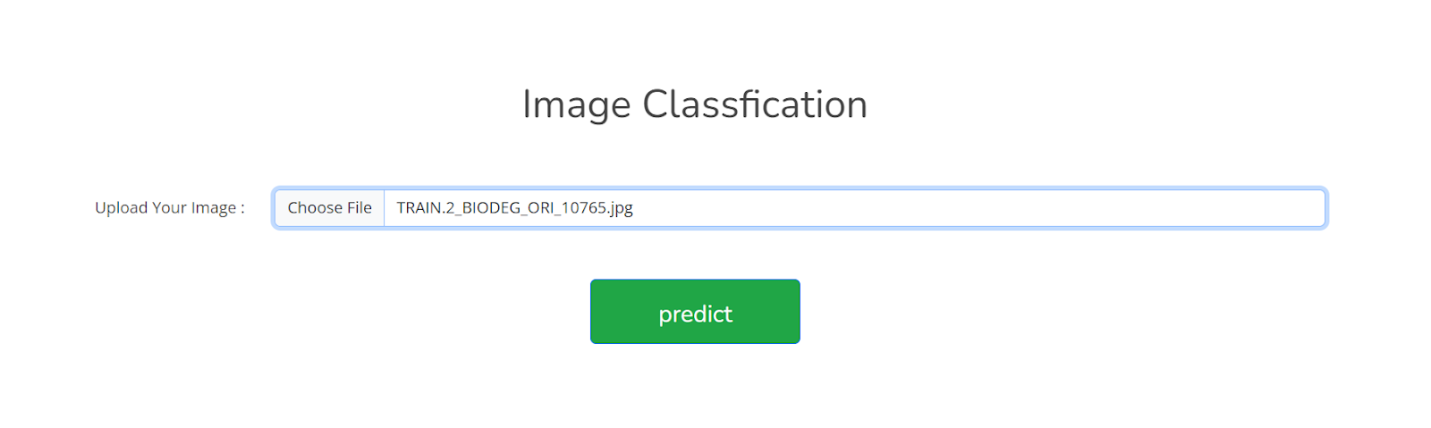 Image Classfication
Upload Your Image : Choose File TRAIN.2_BIODEG_ORI_10765.jpg
predict